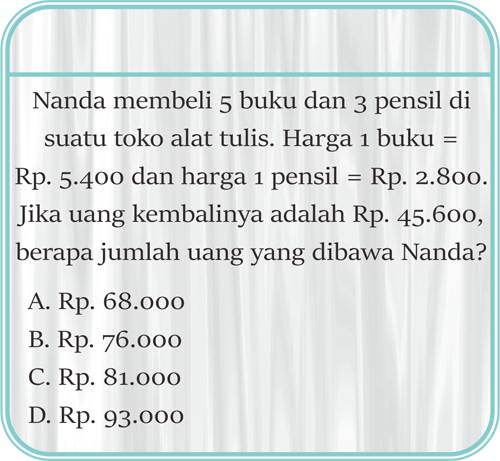 Nanda membeli 5 buku dan 3 pensil di
suatu toko alat tulis. Harga 1 buku =
Rp. 5.400 dan harga 1 pensil = Rp. 2.800.
Jika uang kembalinya adalah Rp. 45.600,
berapa jumlah uang yang dibawa Nanda?
A. Rp. 68.000
B. Rp. 76.000
C. Rp. 81.000
D. Rp. 93.000